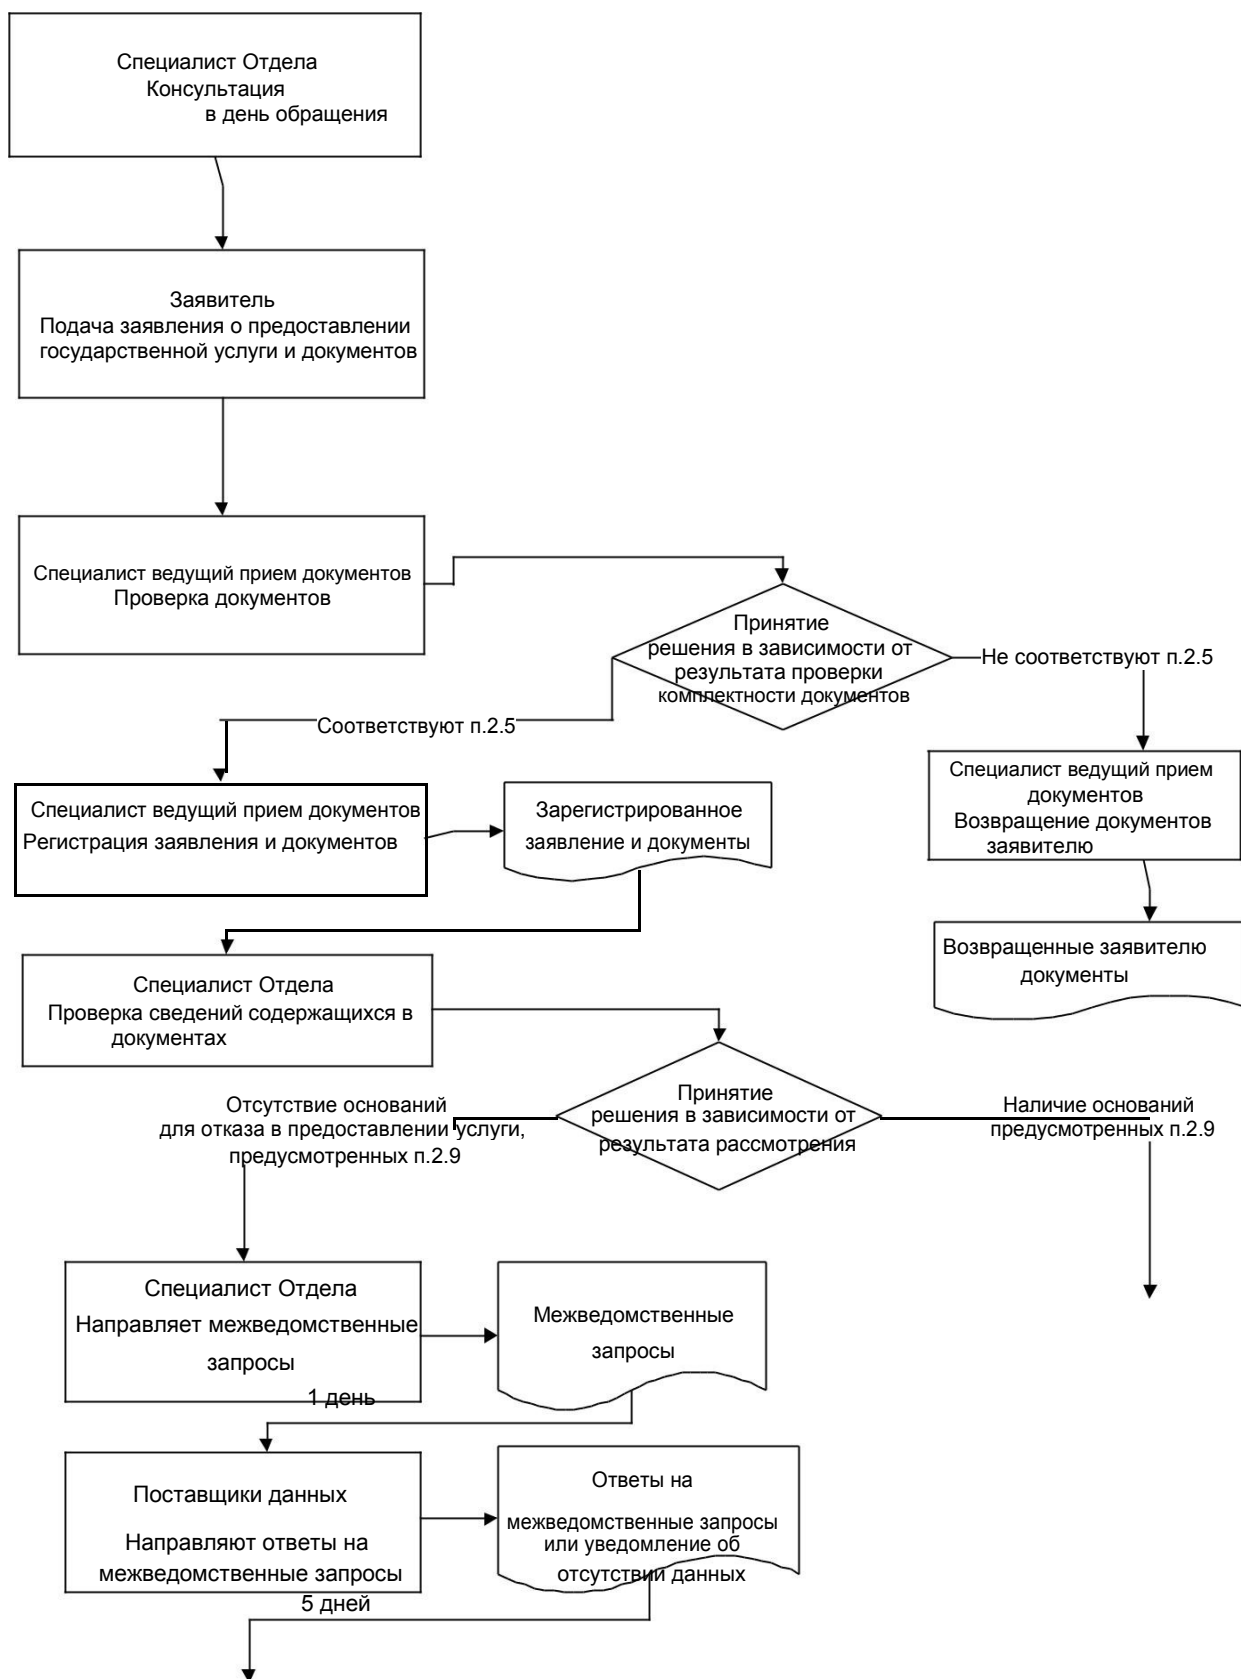 Специалист Отдела
Консультация
в день обращения
Заявитель
Подача заявления о предоставлении
государственной услуги и документов
Специалист ведущий прием документов
Проверка документов
Принятие
решения в зависимости от
результата проверки
комплектности документов
Не соответствуют п.2.5
Соответствуют п.2.5
Специалист ведущий прием
документов
Возвращение документов
заявителю
Специалист ведущий прием документов
Регистрация заявления и документов
Зарегистрированное
заявление и документы
Возвращенные заявителю
документы
Специалист Отдела
Проверка сведений содержащихся в
документах
Принятие
решения в зависимости от
результата рассмотрения
Отсутствие оснований
для отказа в предоставлении услуги,
предусмотренных п.2.9
Наличие оснований
предусмотренных п.2.9
Специалист Отдела
Направляет межведомственные
запросы
1 день
Межведомственные
запросы
Поставщики данных
Направляют ответы на
межведомственные запросы
5 дней
Ответы на
межведомственные запросы
или уведомление об
отсутствии данных